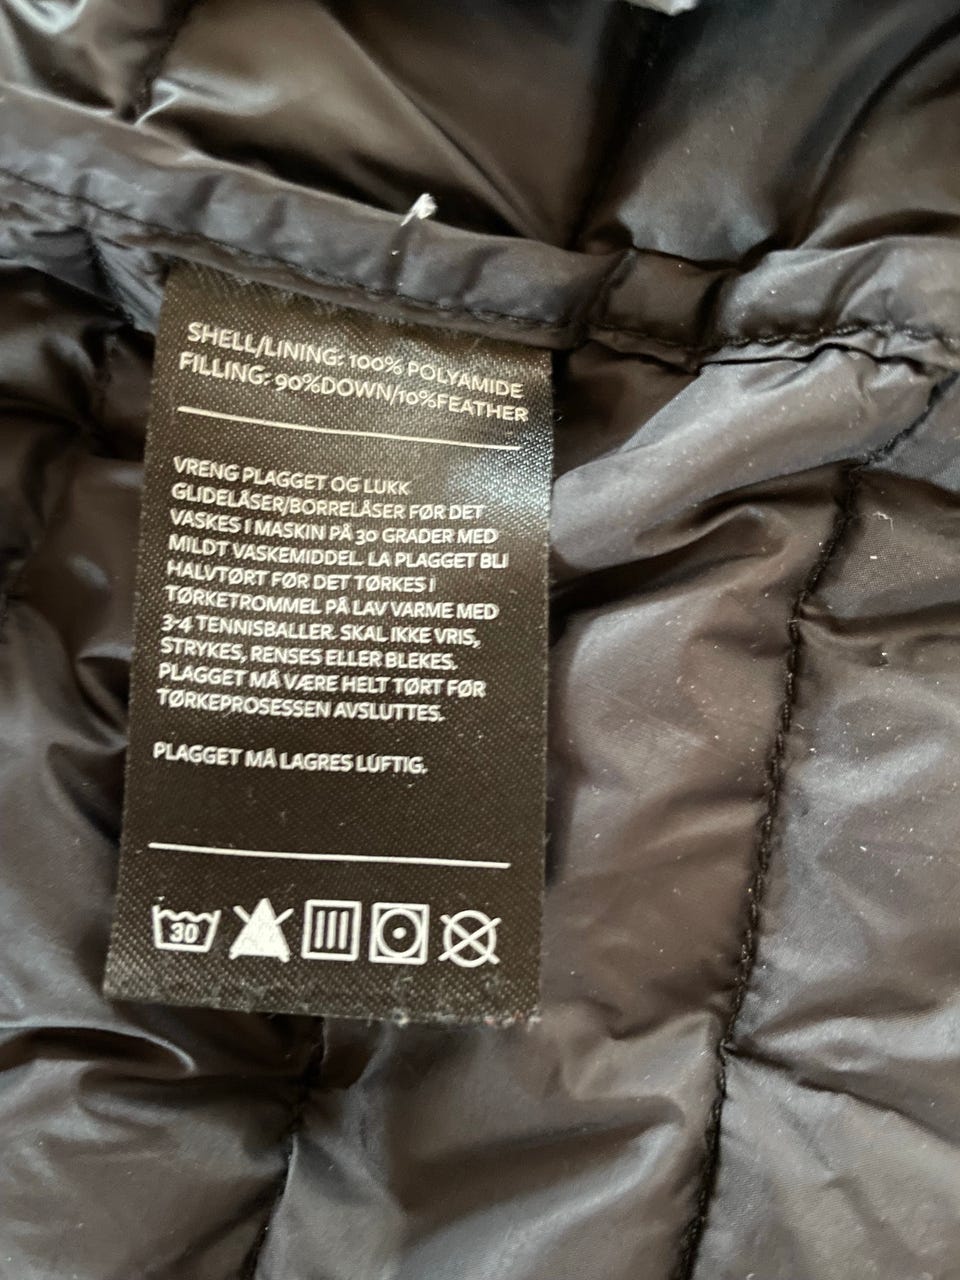 SHELL/LINING: 100% POLYAMIDE
FILLING: 90%DOWN/10%FEATHER
VRENG PLAGGET OG LUKK
GLIDELÅSER/BORRELÅSER FØR DET
VASKES I MASKIN PÅ 30 GRADER MED
MILDT VASKEMIDDEL. LA PLAGGET BLI
HALVTØRT FØR DET TØRKES I
TØRKETROMMEL PÅ LAV VARME MED
3-4 TENNISBALLER. SKAL IKKE VRIS,
STRYKES, RENSES ELLER BLEKES.
PLAGGET MÅ VÆRE HELT TØRT FØR
TØRKEPROSESSEN AVSLUTTES.
PLAGGET MÅ LAGRES LUFTIG.
30